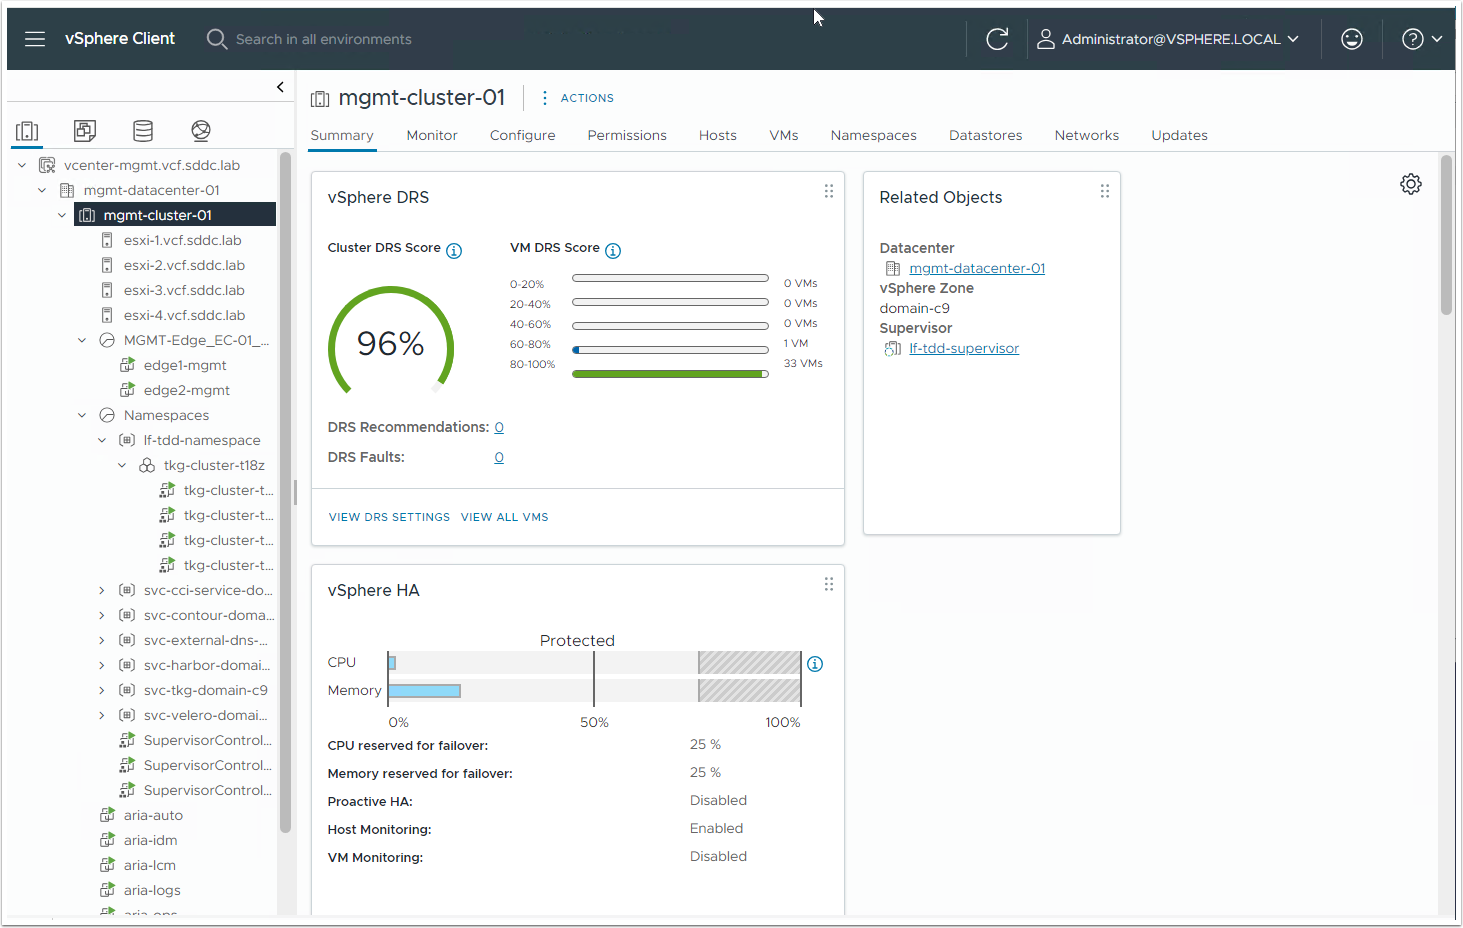 vSphere Client
Search in all environments
Administrator@VSPHERE.LOCAL
mgmt-cluster-01
ACTIONS
Summary
Monitor
Configure
Permissions
Hosts
VMs
Namespaces
Datastores
Networks
Updates
vcenter-mgmt.vcf.sddc.lab
mgmt-datacenter-01
mgmt-cluster-01
esxi-1.vcf.sddc.lab
esxi-2.vcf.sddc.lab
esxi-3.vcf.sddc.lab
esxi-4.vcf.sddc.lab
MGMT-Edge_EC-01_...
edge1-mgmt
edge2-mgmt
Namespaces
lf-tdd-namespace
tkg-cluster-t18z
tkg-cluster-t...
tkg-cluster-t...
tkg-cluster-t...
tkg-cluster-t...
svc-cci-service-do...
svc-contour-doma...
svc-external-dns-...
svc-harbor-domai...
svc-tkg-domain-c9
svc-velero-domai...
SupervisorControl...
SupervisorControl...
SupervisorControl...
aria-auto
aria-idm
aria-lcm
aria-logs
aria-ops
vSphere DRS
Cluster DRS Score
96%
VM DRS Score
0-20% 0 VMs
20-40% 0 VMs
40-60% 0 VMs
60-80% 1 VM
80-100% 33 VMs
DRS Recommendations: 0
DRS Faults: 0
VIEW DRS SETTINGS VIEW ALL VMS
Related Objects
Datacenter
mgmt-datacenter-01
vSphere Zone
domain-c9
Supervisor
lf-tdd-supervisor
vSphere HA
Protected
CPU
Memory
0% 50% 100%
CPU reserved for failover: 25 %
Memory reserved for failover: 25 %
Proactive HA: Disabled
Host Monitoring: Enabled
VM Monitoring: Disabled